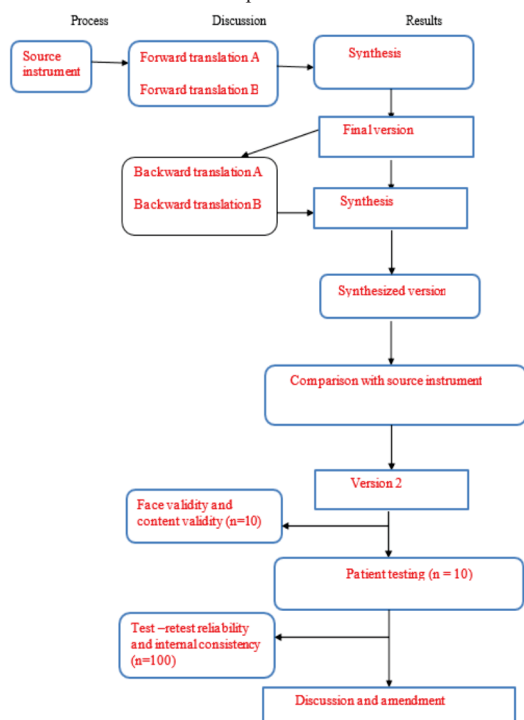 Process Discussion Results
Source
instrument
Forward translation A
Forward translation B
Synthesis
Final version
Backward translation A
Backward translation B
Synthesis
Synthesized version
Comparison with source instrument
Version 2
Face validity and
content validity (n=10)
Patient testing (n = 10)
Test –retest reliability
and internal consistency
(n=100)
Discussion and amendment